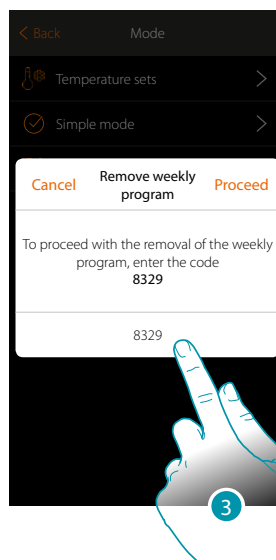 Back Mode
Temperature sets
Simple mode
Cancel Remove weekly program Proceed
To proceed with the removal of the weekly
program, enter the code
8329
8329
3